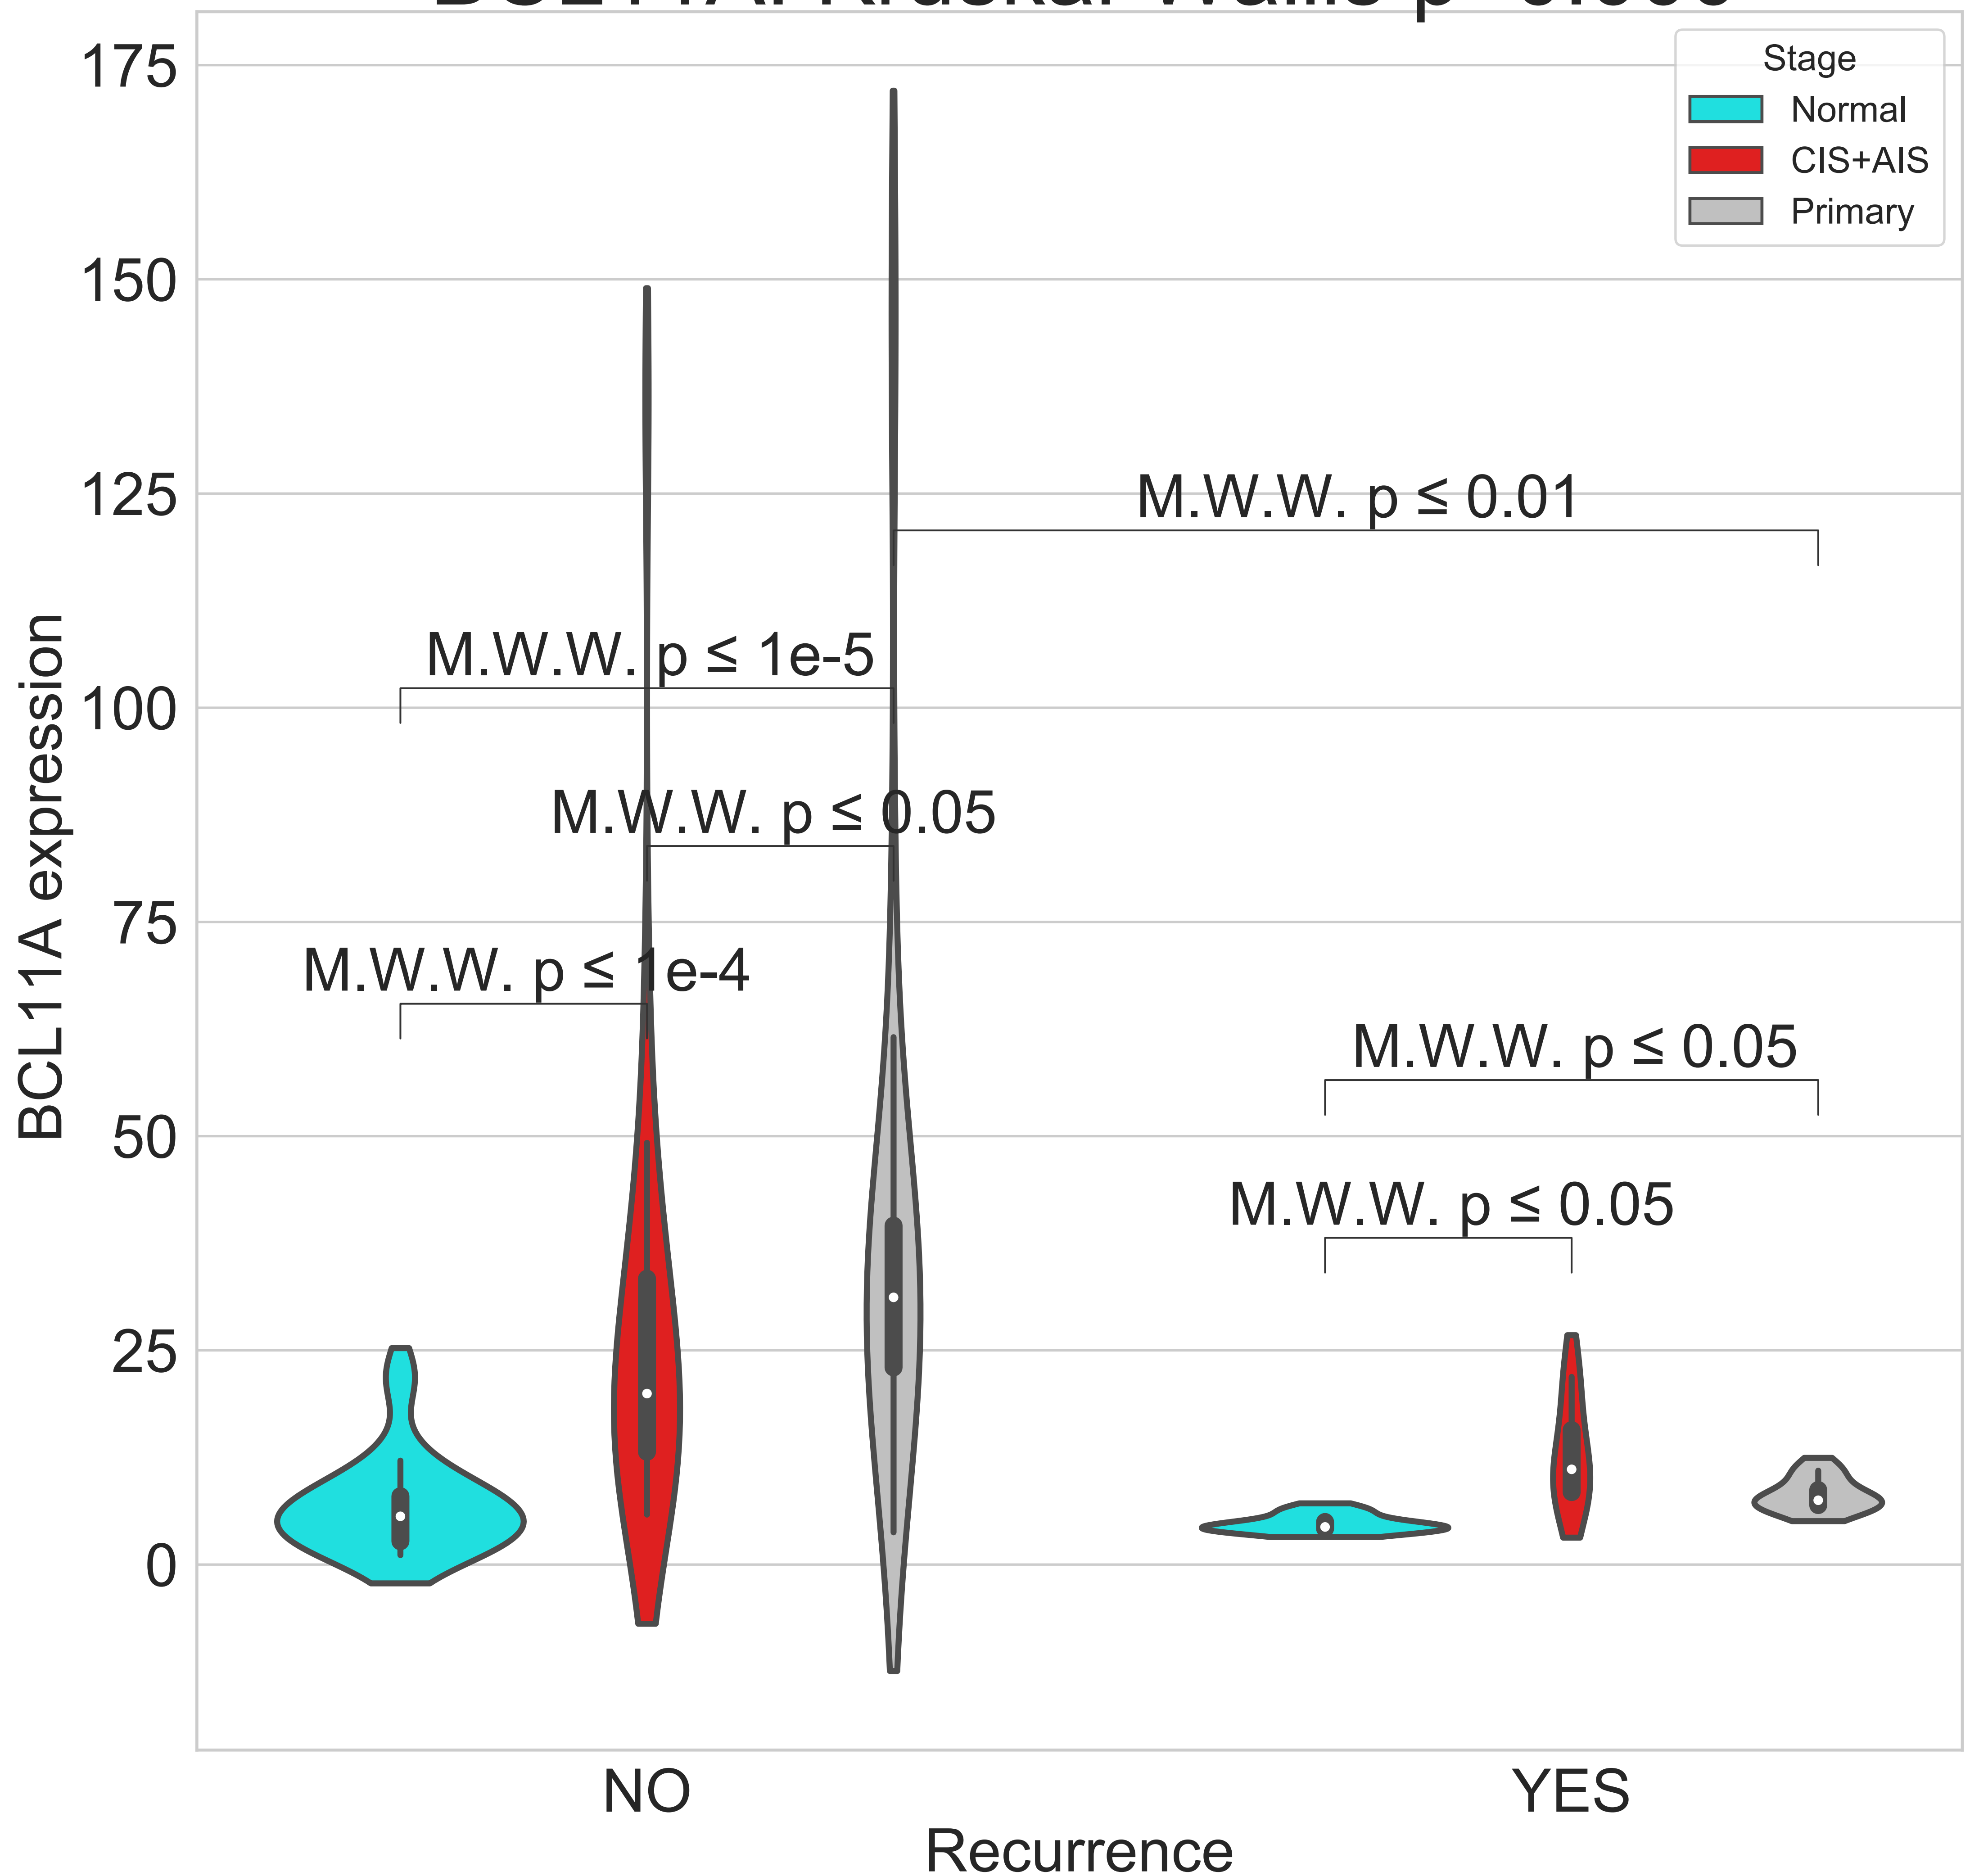 175
150
125
100
75
50
25
0
BCL11A expression
Stage
Normal
CIS+AIS
Primary
M.W.W. p ≤ 0.01
M.W.W. p ≤ 1e-5
M.W.W. p ≤ 0.05
M.W.W. p ≤ 1e-4
M.W.W. p ≤ 0.05
M.W.W. p ≤ 0.05
NO
YES
Recurrence